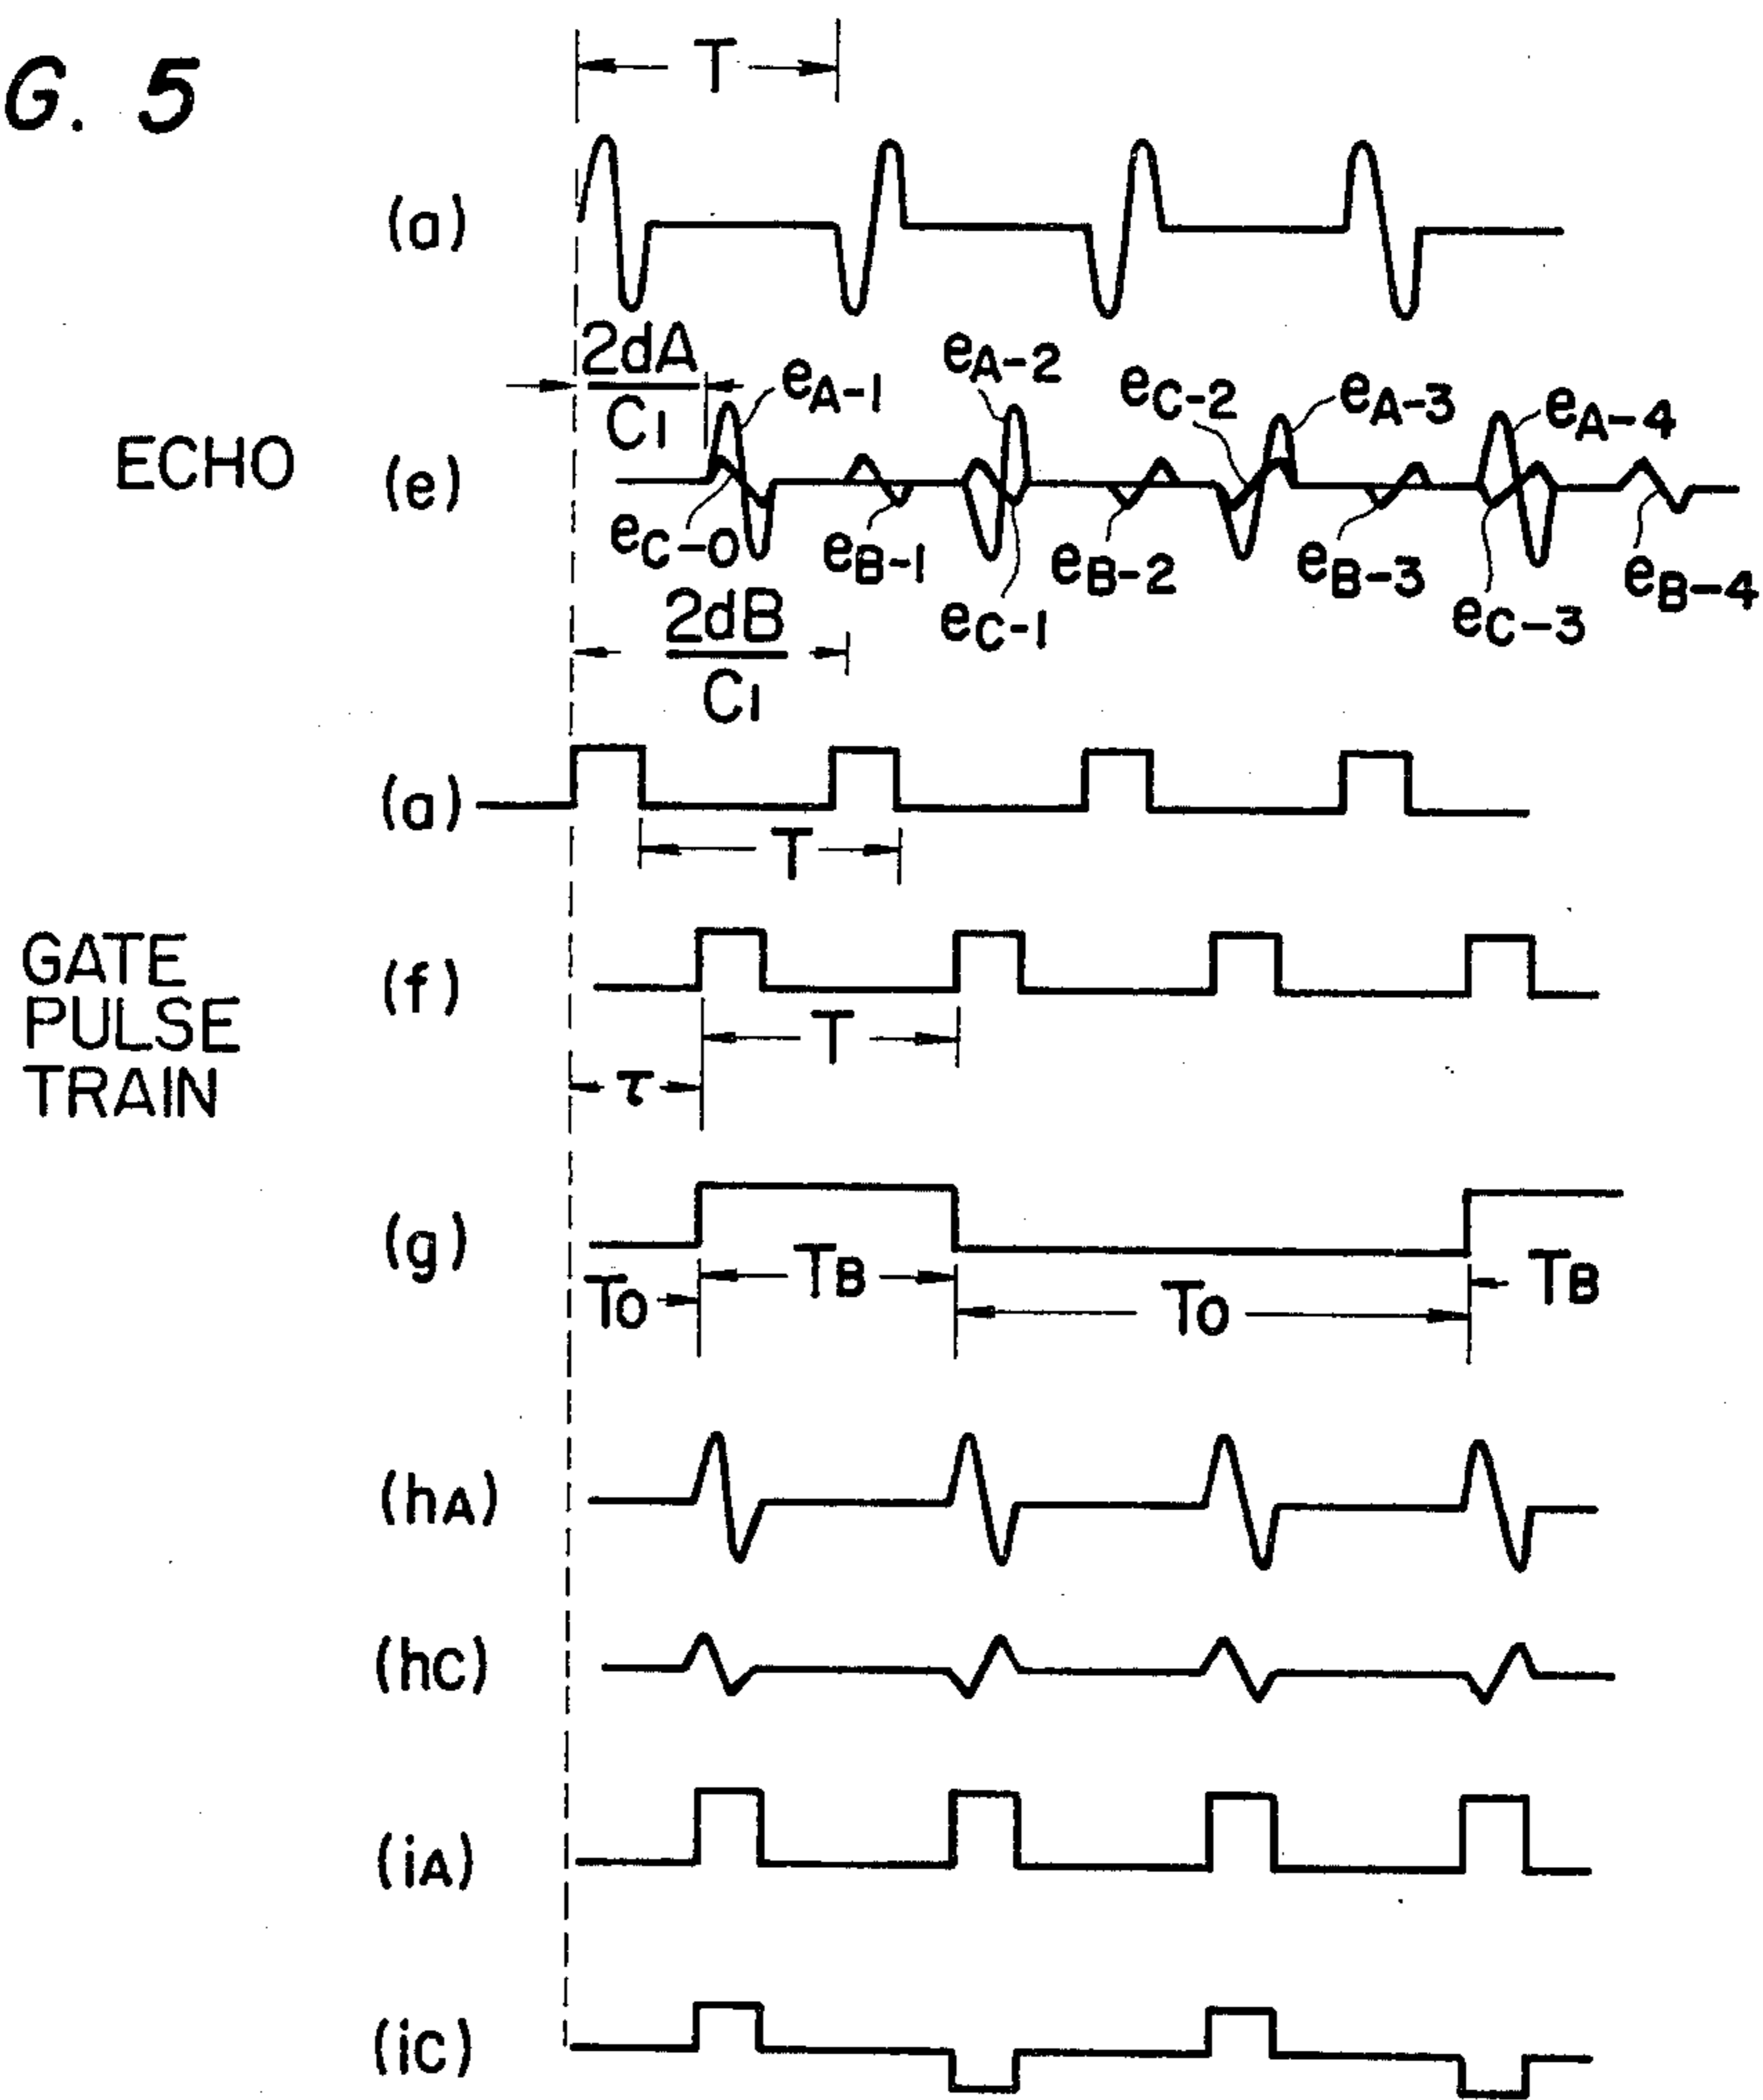 G. 5
T
(a)
2dA
C1
eA-1
eA-2
eC-2
eA-3
eA-4
ECHO
(e)
eC-0
eB-1
eC-1
eB-2
eB-3
eC-3
eB-4
2dB
C1
(a)
T
GATE
PULSE
TRAIN
(f)
T
τ
(g)
To
TB
To
TB
(hA)
(hC)
(iA)
(iC)